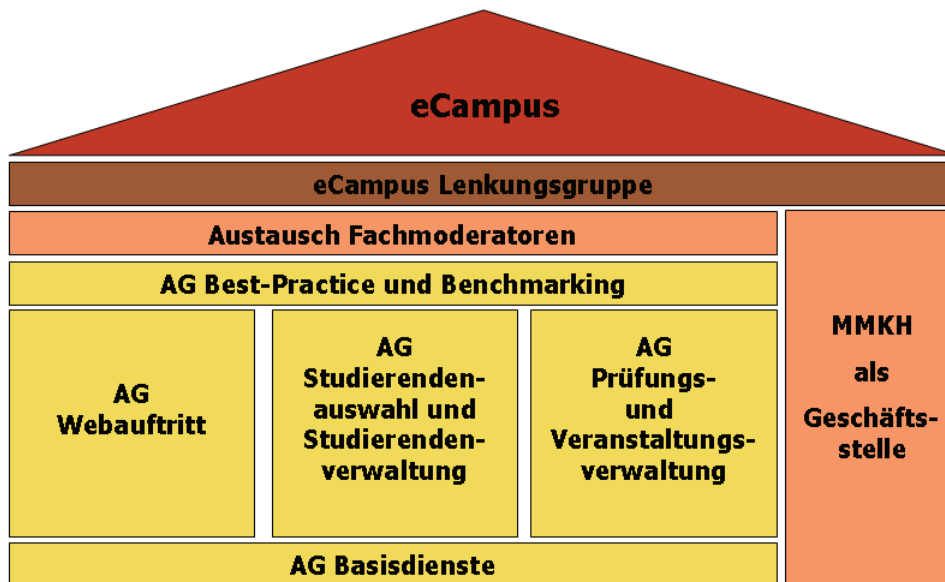 eCampus
eCampus Lenkungsgruppe
Austausch Fachmoderatoren
AG Best-Practice und Benchmarking
AG
Webauftritt
AG
Studierenden-
auswahl und
Studierenden-
verwaltung
AG
Prüfungs-
und
Veranstaltungs-
verwaltung
MMKH
als
Geschäfts-
stelle
AG Basisdienste